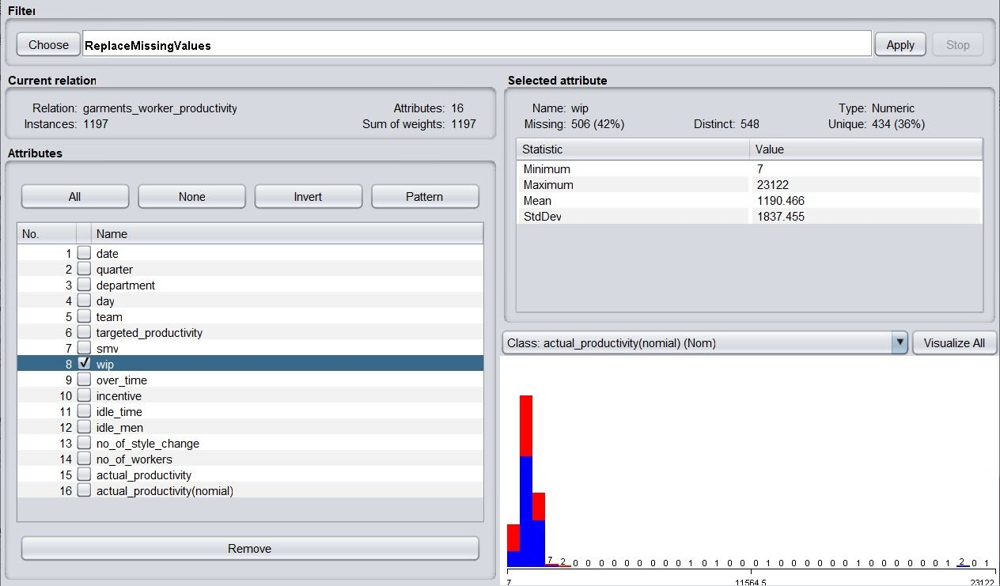 Filter
Choose ReplaceMissingValues Apply Stop
Current relation
Relation: garments_worker_productivity Attributes: 16
Instances: 1197 Sum of weights: 1197
Attributes
All None Invert Pattern
No. Name
1 date
2 quarter
3 department
4 day
5 team
6 targeted_productivity
7 smv
8 wip
9 over_time
10 incentive
11 idle_time
12 idle_men
13 no_of_style_change
14 no_of_workers
15 actual_productivity
16 actual_productivity(nomial)
Remove
Selected attribute
Name: wip Type: Numeric
Missing: 506 (42%) Distinct: 548 Unique: 434 (36%)
Statistic Value
Minimum 7
Maximum 23122
Mean 1190.466
StdDev 1837.455
Class: actual_productivity(nomial) (Nom) Visualize All
7 2 0 0 0 0 0 0 0 0 1 0 1 0 0 0 1 0 0 0 0 0 0 1 0 0 0 0 0 0 1 2 0 1
7 11564.5 23122